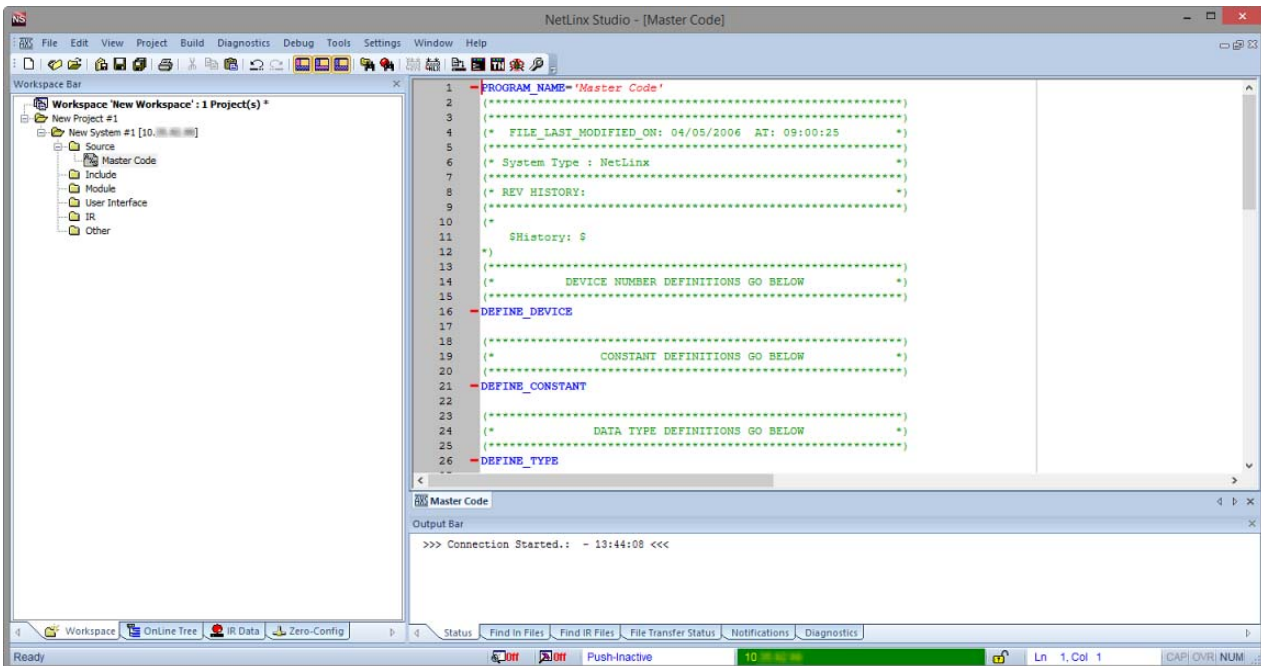 NS NetLinx Studio - [Master Code]
File Edit View Project Build Diagnostics Debug Tools Settings Window Help
Workspace Bar
Workspace 'New Workspace' : 1 Project(s) *
New Project #1
New System #1 [10.
Source
Master Code
Include
Module
User Interface
IR
Other
1 PROGRAM_NAME='Master Code'
2 (***********************************************************)
3 (***********************************************************)
4 (* FILE_LAST_MODIFIED_ON: 04/05/2006 AT: 09:00:25 *)
5 (***********************************************************)
6 (* System Type : NetLinx *)
7 (***********************************************************)
8 (* REV HISTORY: *)
9 (***********************************************************)
10 (*
11 $History: $
12 *)
13 (***********************************************************)
14 (* DEVICE NUMBER DEFINITIONS GO BELOW *)
15 (***********************************************************)
16 DEFINE_DEVICE
17
18 (***********************************************************)
19 (* CONSTANT DEFINITIONS GO BELOW *)
20 (***********************************************************)
21 DEFINE_CONSTANT
22
23 (***********************************************************)
24 (* DATA TYPE DEFINITIONS GO BELOW *)
25 (***********************************************************)
26 DEFINE_TYPE
Master Code
Output Bar
>>> Connection Started.: - 13:44:08 <<<
Workspace OnLine Tree IR Data Zero-Config
Status Find In Files Find IR Files File Transfer Status Notifications Diagnostics
Ready Off Off Push-Inactive 10 Ln 1, Col 1 CAP OVR NUM